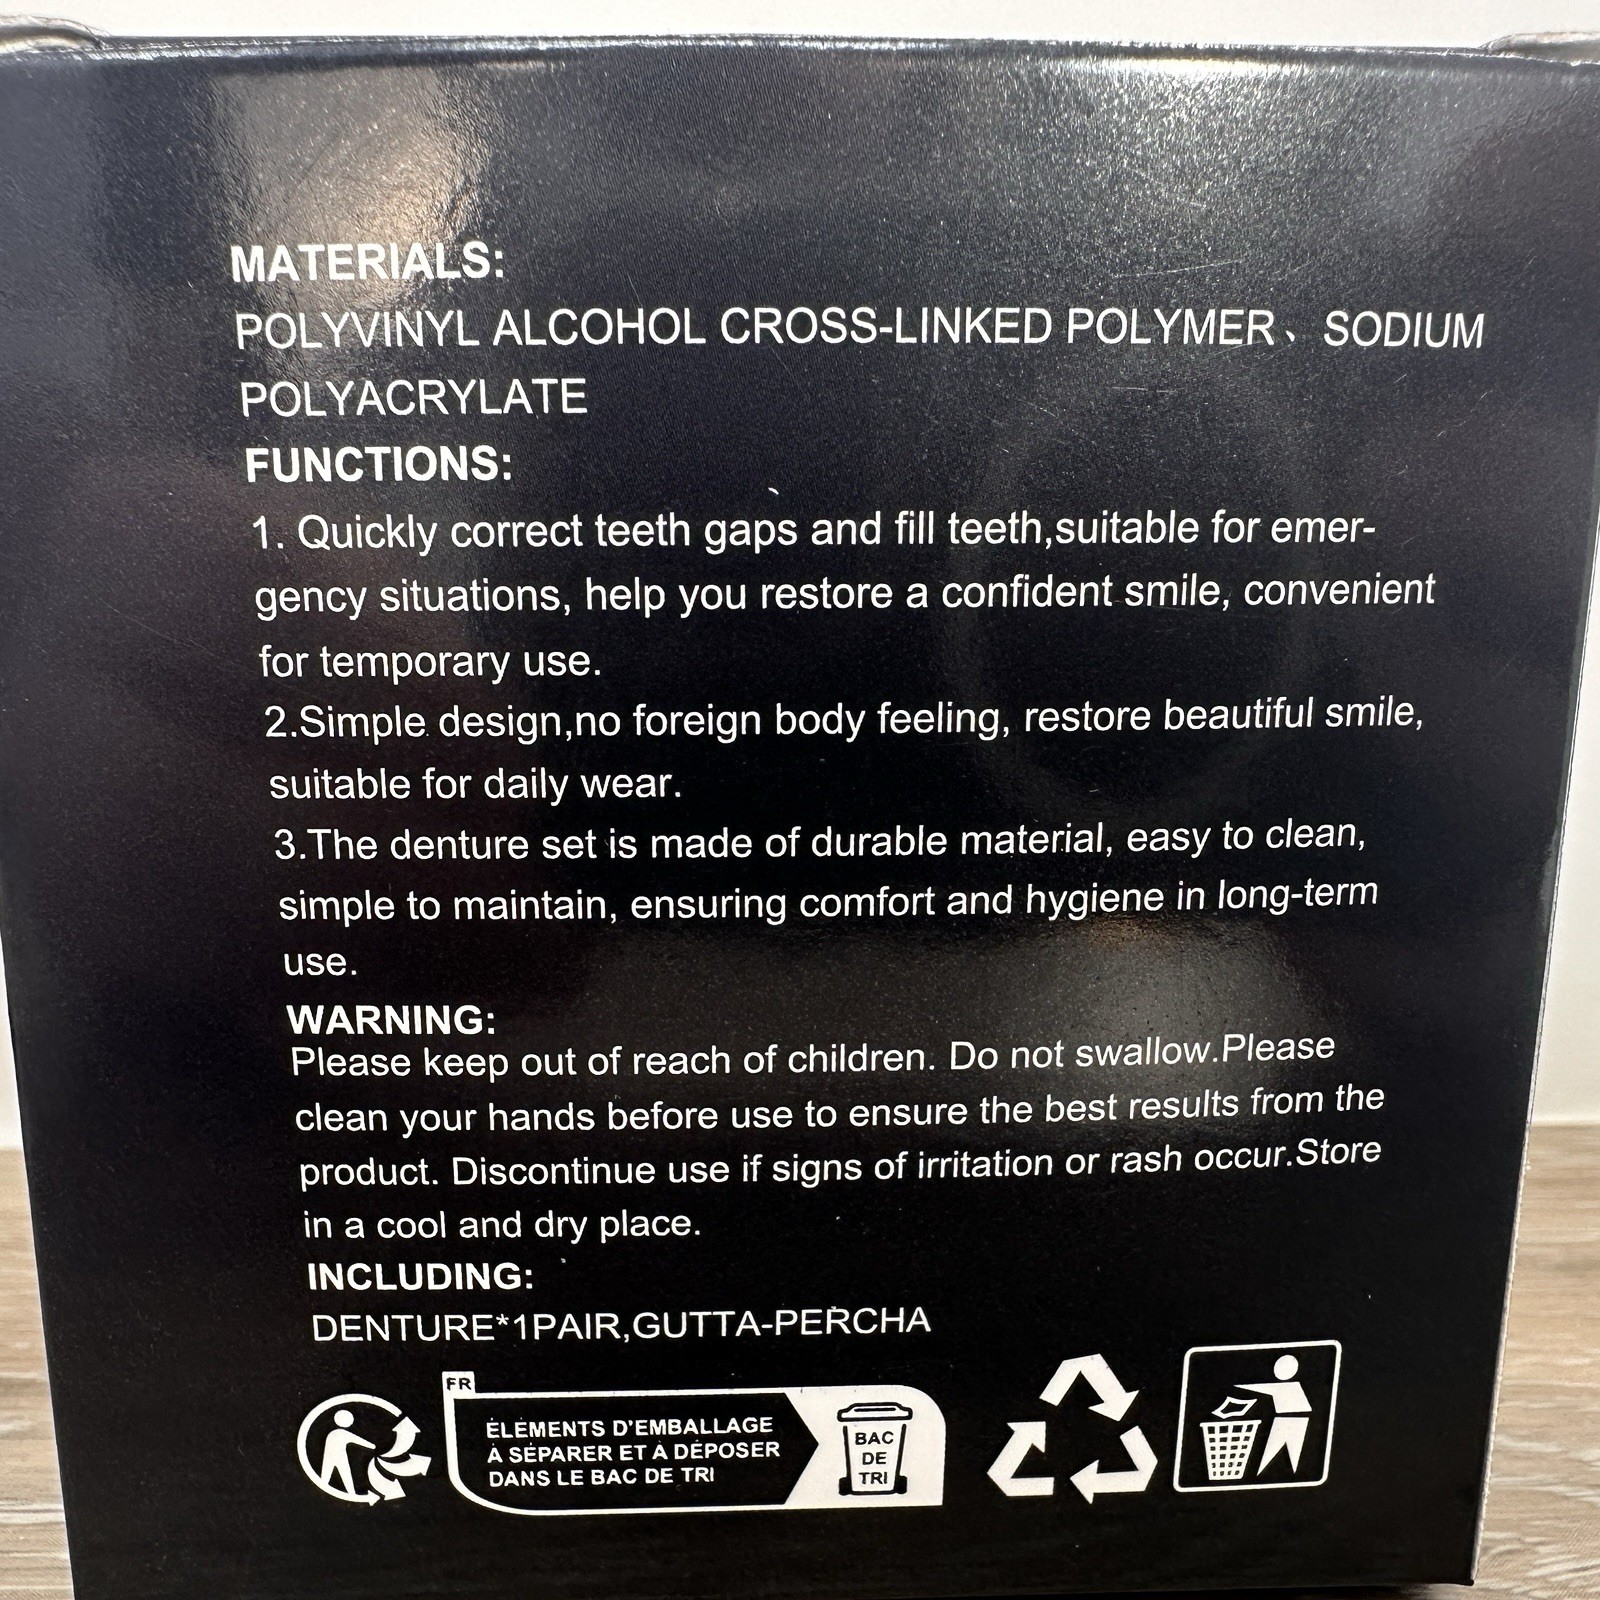 MATERIALS:
POLYVINYL ALCOHOL CROSS-LINKED POLYMER、SODIUM
POLYACRYLATE
FUNCTIONS:
1. Quickly correct teeth gaps and fill teeth,suitable for emer-
gency situations, help you restore a confident smile, convenient
for temporary use.
2.Simple design,no foreign body feeling, restore beautiful smile,
suitable for daily wear.
3.The denture set is made of durable material, easy to clean,
simple to maintain, ensuring comfort and hygiene in long-term
use.
WARNING:
Please keep out of reach of children. Do not swallow.Please
clean your hands before use to ensure the best results from the
product. Discontinue use if signs of irritation or rash occur.Store
in a cool and dry place.
INCLUDING:
DENTURE*1PAIR,GUTTA-PERCHA
FR
ÉLÉMENTS D'EMBALLAGE
À SÉPARER ET À DÉPOSER
DANS LE BAC DE TRI
BAC
DE
TRI